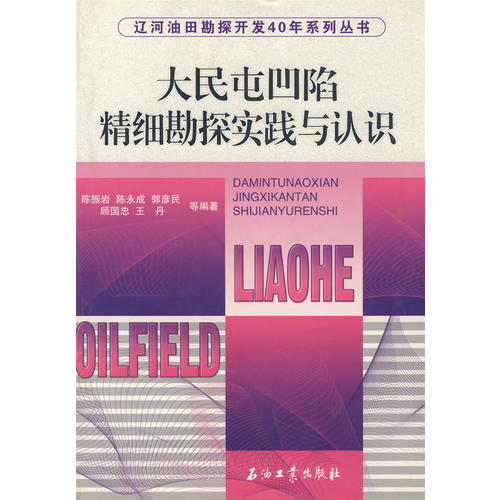 辽河油田勘探开发40年系列丛书
大民屯凹陷
精细勘探实践与认识
陈振岩 陈永成 郭彦民
顾国忠 王 丹 等编著
DAMINTUNAOXIAN
JINGXIKANTAN
SHIJIANYURENSHI
LIAOHE
OILFIELD
石油工业出版社